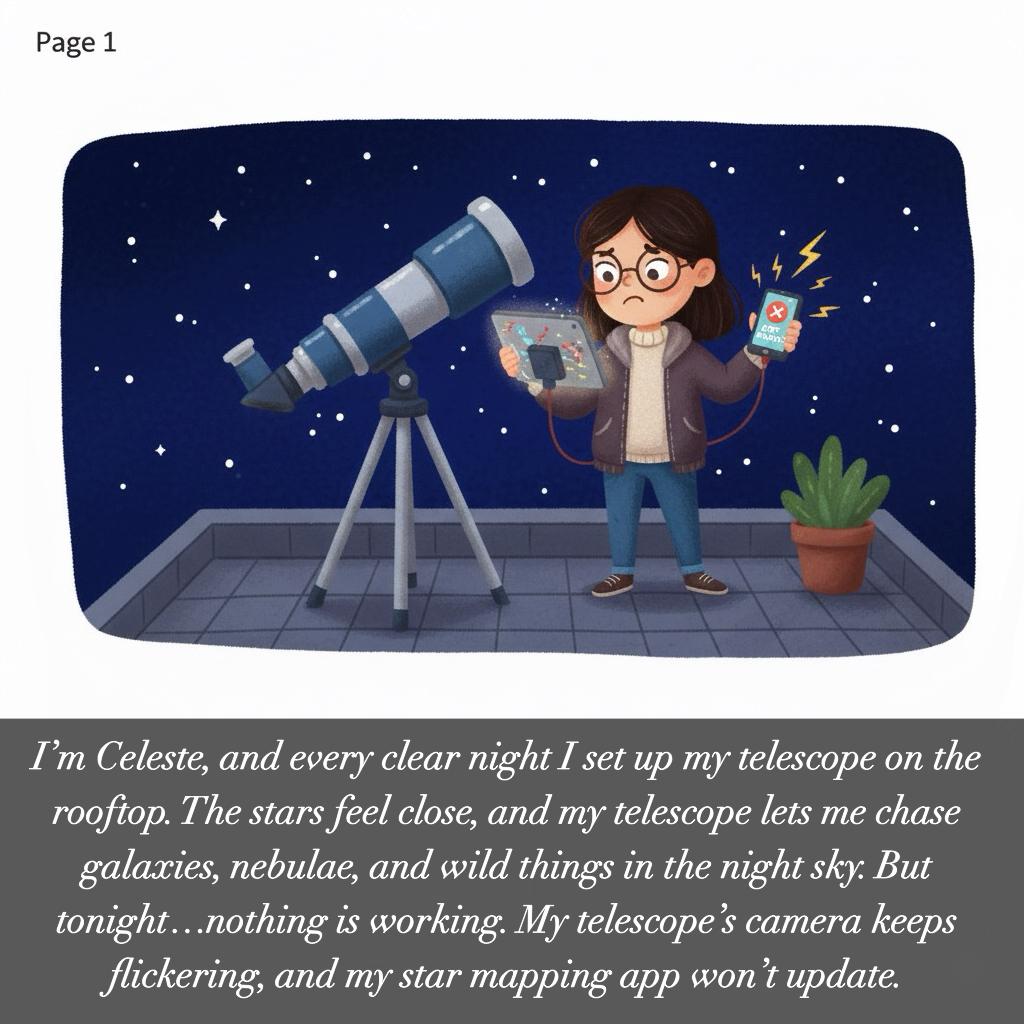 Page 1
I’m Celeste, and every clear night I set up my telescope on the
rooftop. The stars feel close, and my telescope lets me chase
galaxies, nebulae, and wild things in the night sky. But
tonight…nothing is working. My telescope’s camera keeps
flickering, and my star mapping app won’t update.